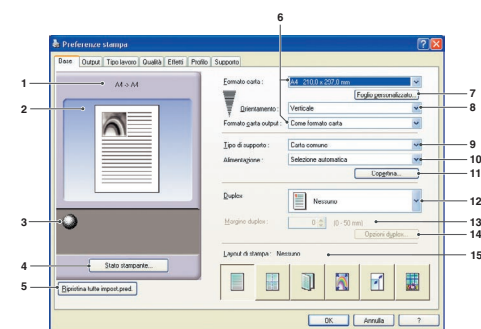 6
Preferenze stampa
Base Output Tipo lavoro Qualità Effetti Profilo Supporto
1
A4 -> A4
Formato carta :
A4 210,0 x 297,0 mm
2
Foglio personalizzato...
7
Orientamento :
Verticale
8
Formato carta output :
Come formato carta
Tipo di supporto :
Carta comune
9
Alimentazione :
Selezione automatica
10
Copertina...
11
Duplex
Nessuno
12
3
Margine duplex :
0
(0 - 50 mm)
13
Opzioni duplex...
14
Layout di stampa : Nessuno
15
4
Stato stampante...
5
Ripristina tutte impost.pred.
OK Annulla ?